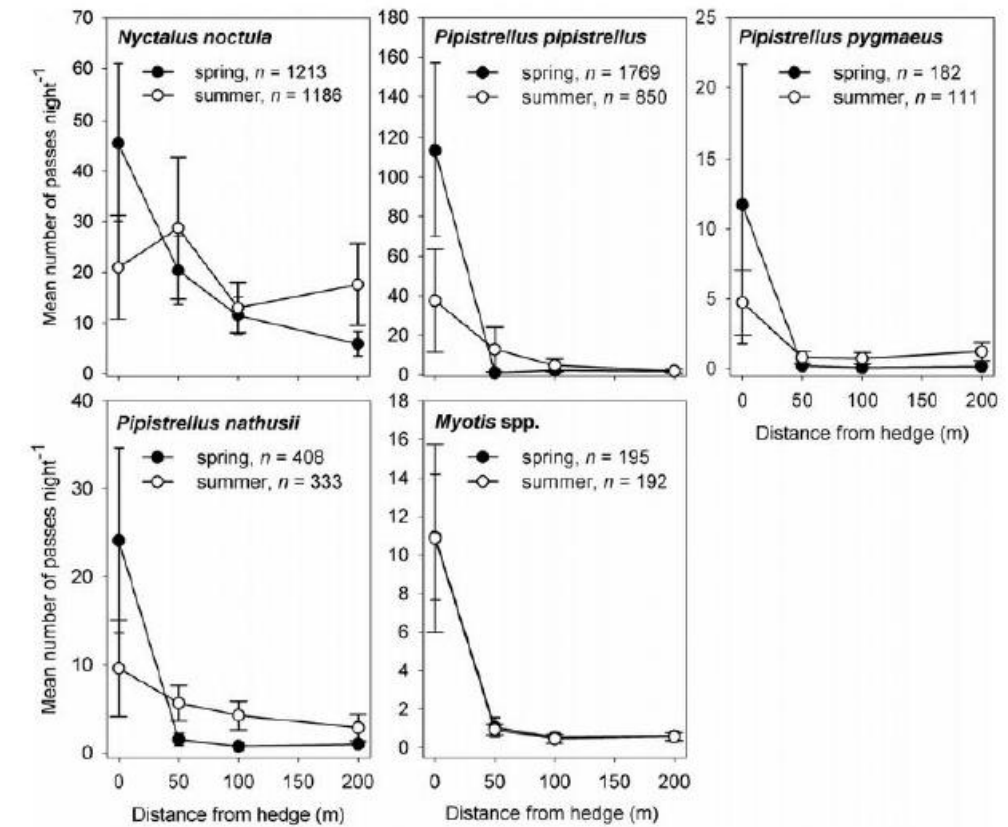 Nyctalus noctula
spring, n = 1213
summer, n = 1186
70
60
50
40
30
20
10
0
Mean number of passes night⁻¹
Pipistrellus pipistrellus
spring, n = 1769
summer, n = 850
180
160
140
120
100
80
60
40
20
0
Pipistrellus pygmaeus
spring, n = 182
summer, n = 111
25
20
15
10
5
0
0 50 100 150 200
Distance from hedge (m)
Pipistrellus nathusii
spring, n = 408
summer, n = 333
40
30
20
10
0
Mean number of passes night⁻¹
0 50 100 150 200
Distance from hedge (m)
Myotis spp.
spring, n = 195
summer, n = 192
18
16
14
12
10
8
6
4
2
0
0 50 100 150 200
Distance from hedge (m)